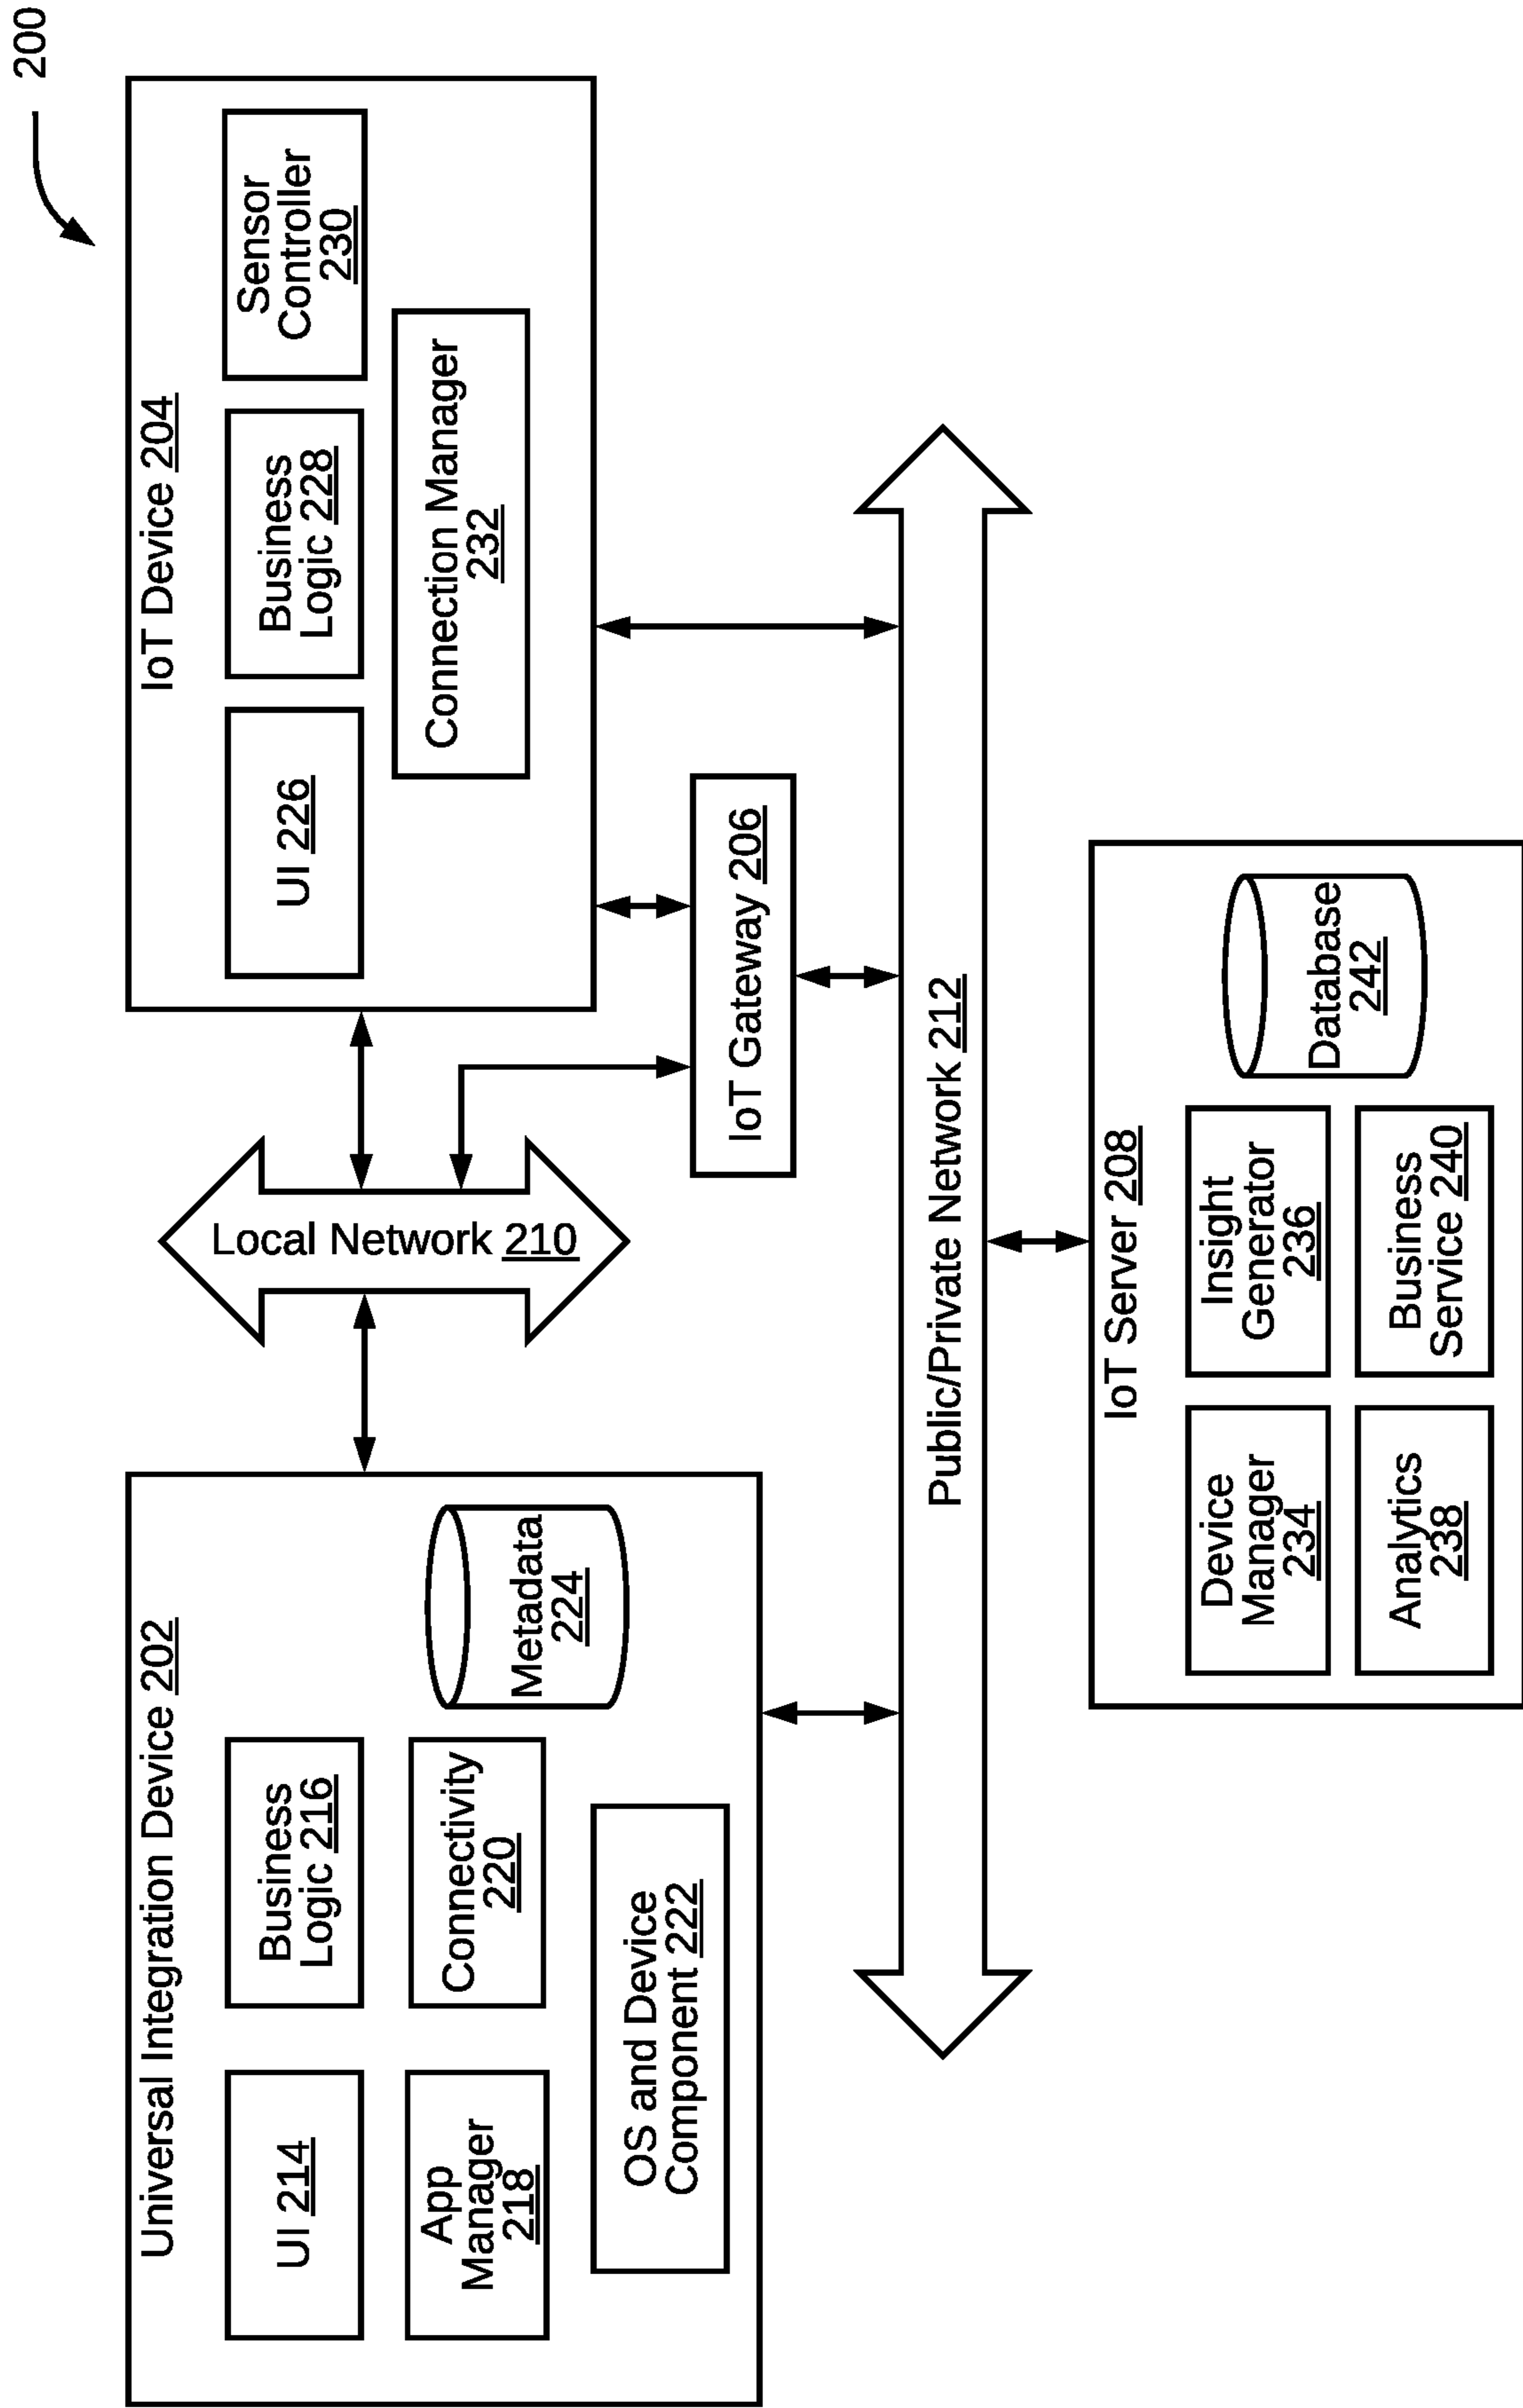 200
Universal Integration Device 202
UI 214
Business
Logic 216
App
Manager
218
Connectivity
220
Metadata
224
OS and Device
Component 222
Local Network 210
IoT Device 204
UI 226
Business
Logic 228
Sensor
Controller
230
Connection Manager
232
IoT Gateway 206
Public/Private Network 212
IoT Server 208
Device
Manager
234
Insight
Generator
236
Analytics
238
Business
Service 240
Database
242